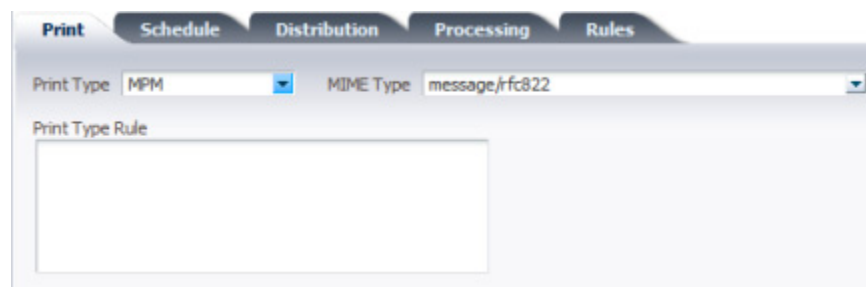 Print Schedule Distribution Processing Rules
Print Type MPM MIME Type message/rfc822
Print Type Rule